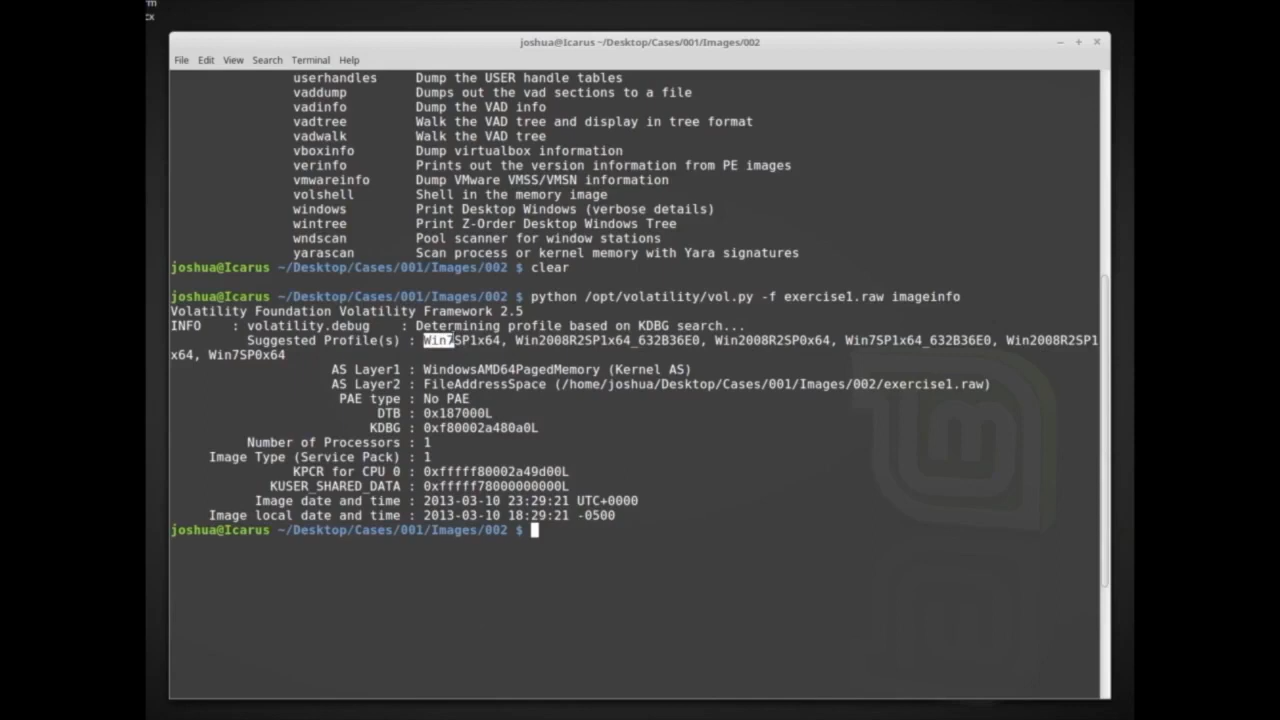 rm
cx
joshua@Icarus ~/Desktop/Cases/001/Images/002
File Edit View Search Terminal Help
userhandles Dump the USER handle tables
vaddump Dumps out the vad sections to a file
vadinfo Dump the VAD info
vadtree Walk the VAD tree and display in tree format
vadwalk Walk the VAD tree
vboxinfo Dump virtualbox information
verinfo Prints out the version information from PE images
vmwareinfo Dump VMware VMSS/VMSN information
volshell Shell in the memory image
windows Print Desktop Windows (verbose details)
wintree Print Z-Order Desktop Windows Tree
wndscan Pool scanner for window stations
yarascan Scan process or kernel memory with Yara signatures
joshua@Icarus ~/Desktop/Cases/001/Images/002 $ clear
joshua@Icarus ~/Desktop/Cases/001/Images/002 $ python /opt/volatility/vol.py -f exercise1.raw imageinfo
Volatility Foundation Volatility Framework 2.5
INFO : volatility.debug : Determining profile based on KDBG search...
Suggested Profile(s) : Win7SP1x64, Win2008R2SP1x64_632B36E0, Win2008R2SP0x64, Win7SP1x64_632B36E0, Win2008R2SP1
x64, Win7SP0x64
AS Layer1 : WindowsAMD64PagedMemory (Kernel AS)
AS Layer2 : FileAddressSpace (/home/joshua/Desktop/Cases/001/Images/002/exercise1.raw)
PAE type : No PAE
DTB : 0x187000L
KDBG : 0xf80002a480a0L
Number of Processors : 1
Image Type (Service Pack) : 1
KPCR for CPU 0 : 0xfffff80002a49d00L
KUSER_SHARED_DATA : 0xfffff78000000000L
Image date and time : 2013-03-10 23:29:21 UTC+0000
Image local date and time : 2013-03-10 18:29:21 -0500
joshua@Icarus ~/Desktop/Cases/001/Images/002 $